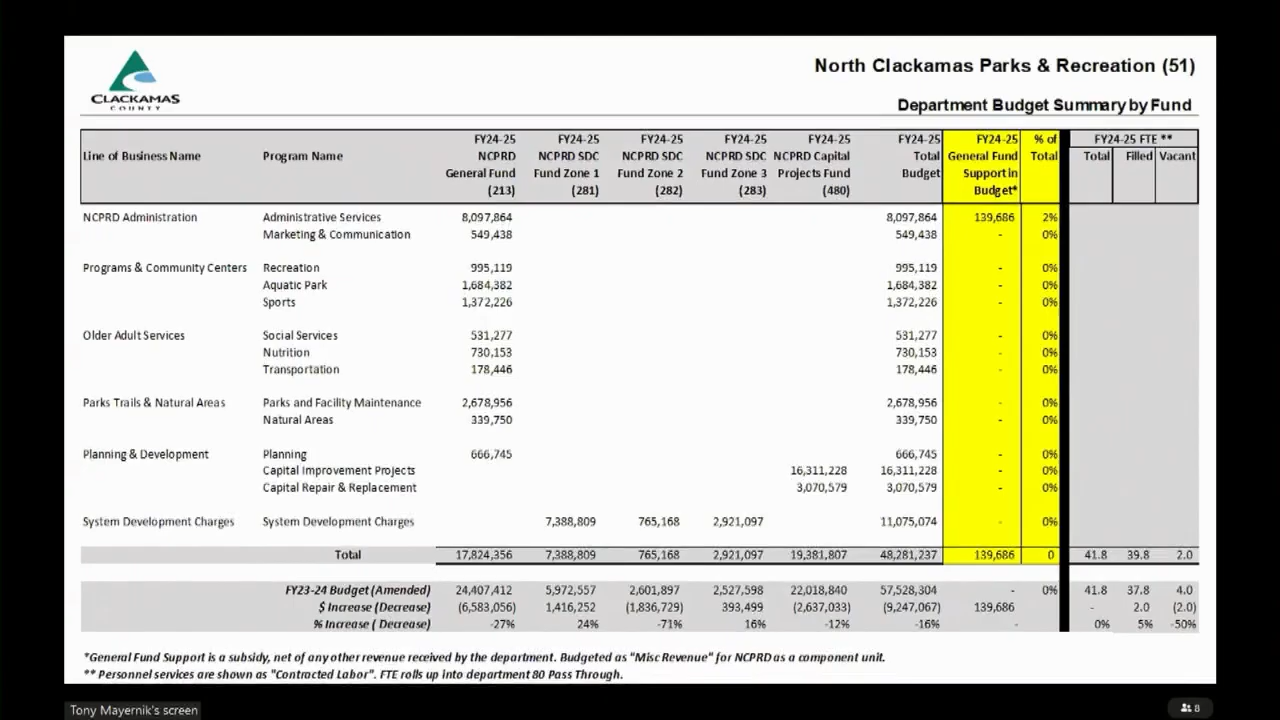 CLACKAMAS
COUNTY
North Clackamas Parks & Recreation (51)
Department Budget Summary by Fund
Line of Business Name Program Name FY24-25 NCPRD General Fund (213) FY24-25 NCPRD SDC Fund Zone 1 (281) FY24-25 NCPRD SDC Fund Zone 2 (282) FY24-25 NCPRD SDC Fund Zone 3 (283) FY24-25 NCPRD Capital Projects Fund (480) FY24-25 Total Budget FY24-25 General Fund Support in Budget* % of Total FY24-25 FTE ** Total Filled Vacant
NCPRD Administration Administrative Services 8,097,864 8,097,864 139,686 2%
Marketing & Communication 549,438 549,438 - 0%
Programs & Community Centers Recreation 995,119 995,119 - 0%
Aquatic Park 1,684,382 1,684,382 - 0%
Sports 1,372,226 1,372,226 - 0%
Older Adult Services Social Services 531,277 531,277 - 0%
Nutrition 730,153 730,153 - 0%
Transportation 178,446 178,446 - 0%
Parks Trails & Natural Areas Parks and Facility Maintenance 2,678,956 2,678,956 - 0%
Natural Areas 339,750 339,750 - 0%
Planning & Development Planning 666,745 666,745 - 0%
Capital Improvement Projects 16,311,228 16,311,228 - 0%
Capital Repair & Replacement 3,070,579 3,070,579 - 0%
System Development Charges System Development Charges 7,388,809 765,168 2,921,097 11,075,074 - 0%
Total 17,824,356 7,388,809 765,168 2,921,097 19,381,807 48,281,237 139,686 0 41.8 39.8 2.0
FY23-24 Budget (Amended) 24,407,412 5,972,557 2,601,897 2,527,598 22,018,840 57,528,304 - 0% 41.8 37.8 4.0
$ Increase (Decrease) (6,583,056) 1,416,252 (1,836,729) 393,499 (2,637,033) (9,247,067) 139,686 - 2.0 (2.0)
% Increase ( Decrease) -27% 24% -71% 16% -12% -16% - 0% 5% -50%
*General Fund Support is a subsidy, net of any other revenue received by the department. Budgeted as "Misc Revenue" for NCPRD as a component unit.
** Personnel services are shown as "Contracted Labor". FTE rolls up into department 80 Pass Through.
Tony Mayernik's screen
8